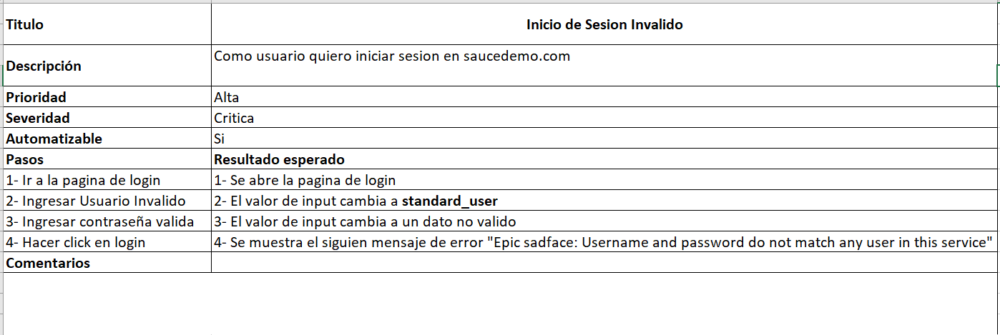 Titulo Inicio de Sesion Invalido
Descripción Como usuario quiero iniciar sesion en saucedemo.com
Prioridad Alta
Severidad Critica
Automatizable Si
Pasos Resultado esperado
1- Ir a la pagina de login 1- Se abre la pagina de login
2- Ingresar Usuario Invalido 2- El valor de input cambia a standard_user
3- Ingresar contraseña valida 3- El valor de input cambia a un dato no valido
4- Hacer click en login 4- Se muestra el siguien mensaje de error "Epic sadface: Username and password do not match any user in this service"
Comentarios